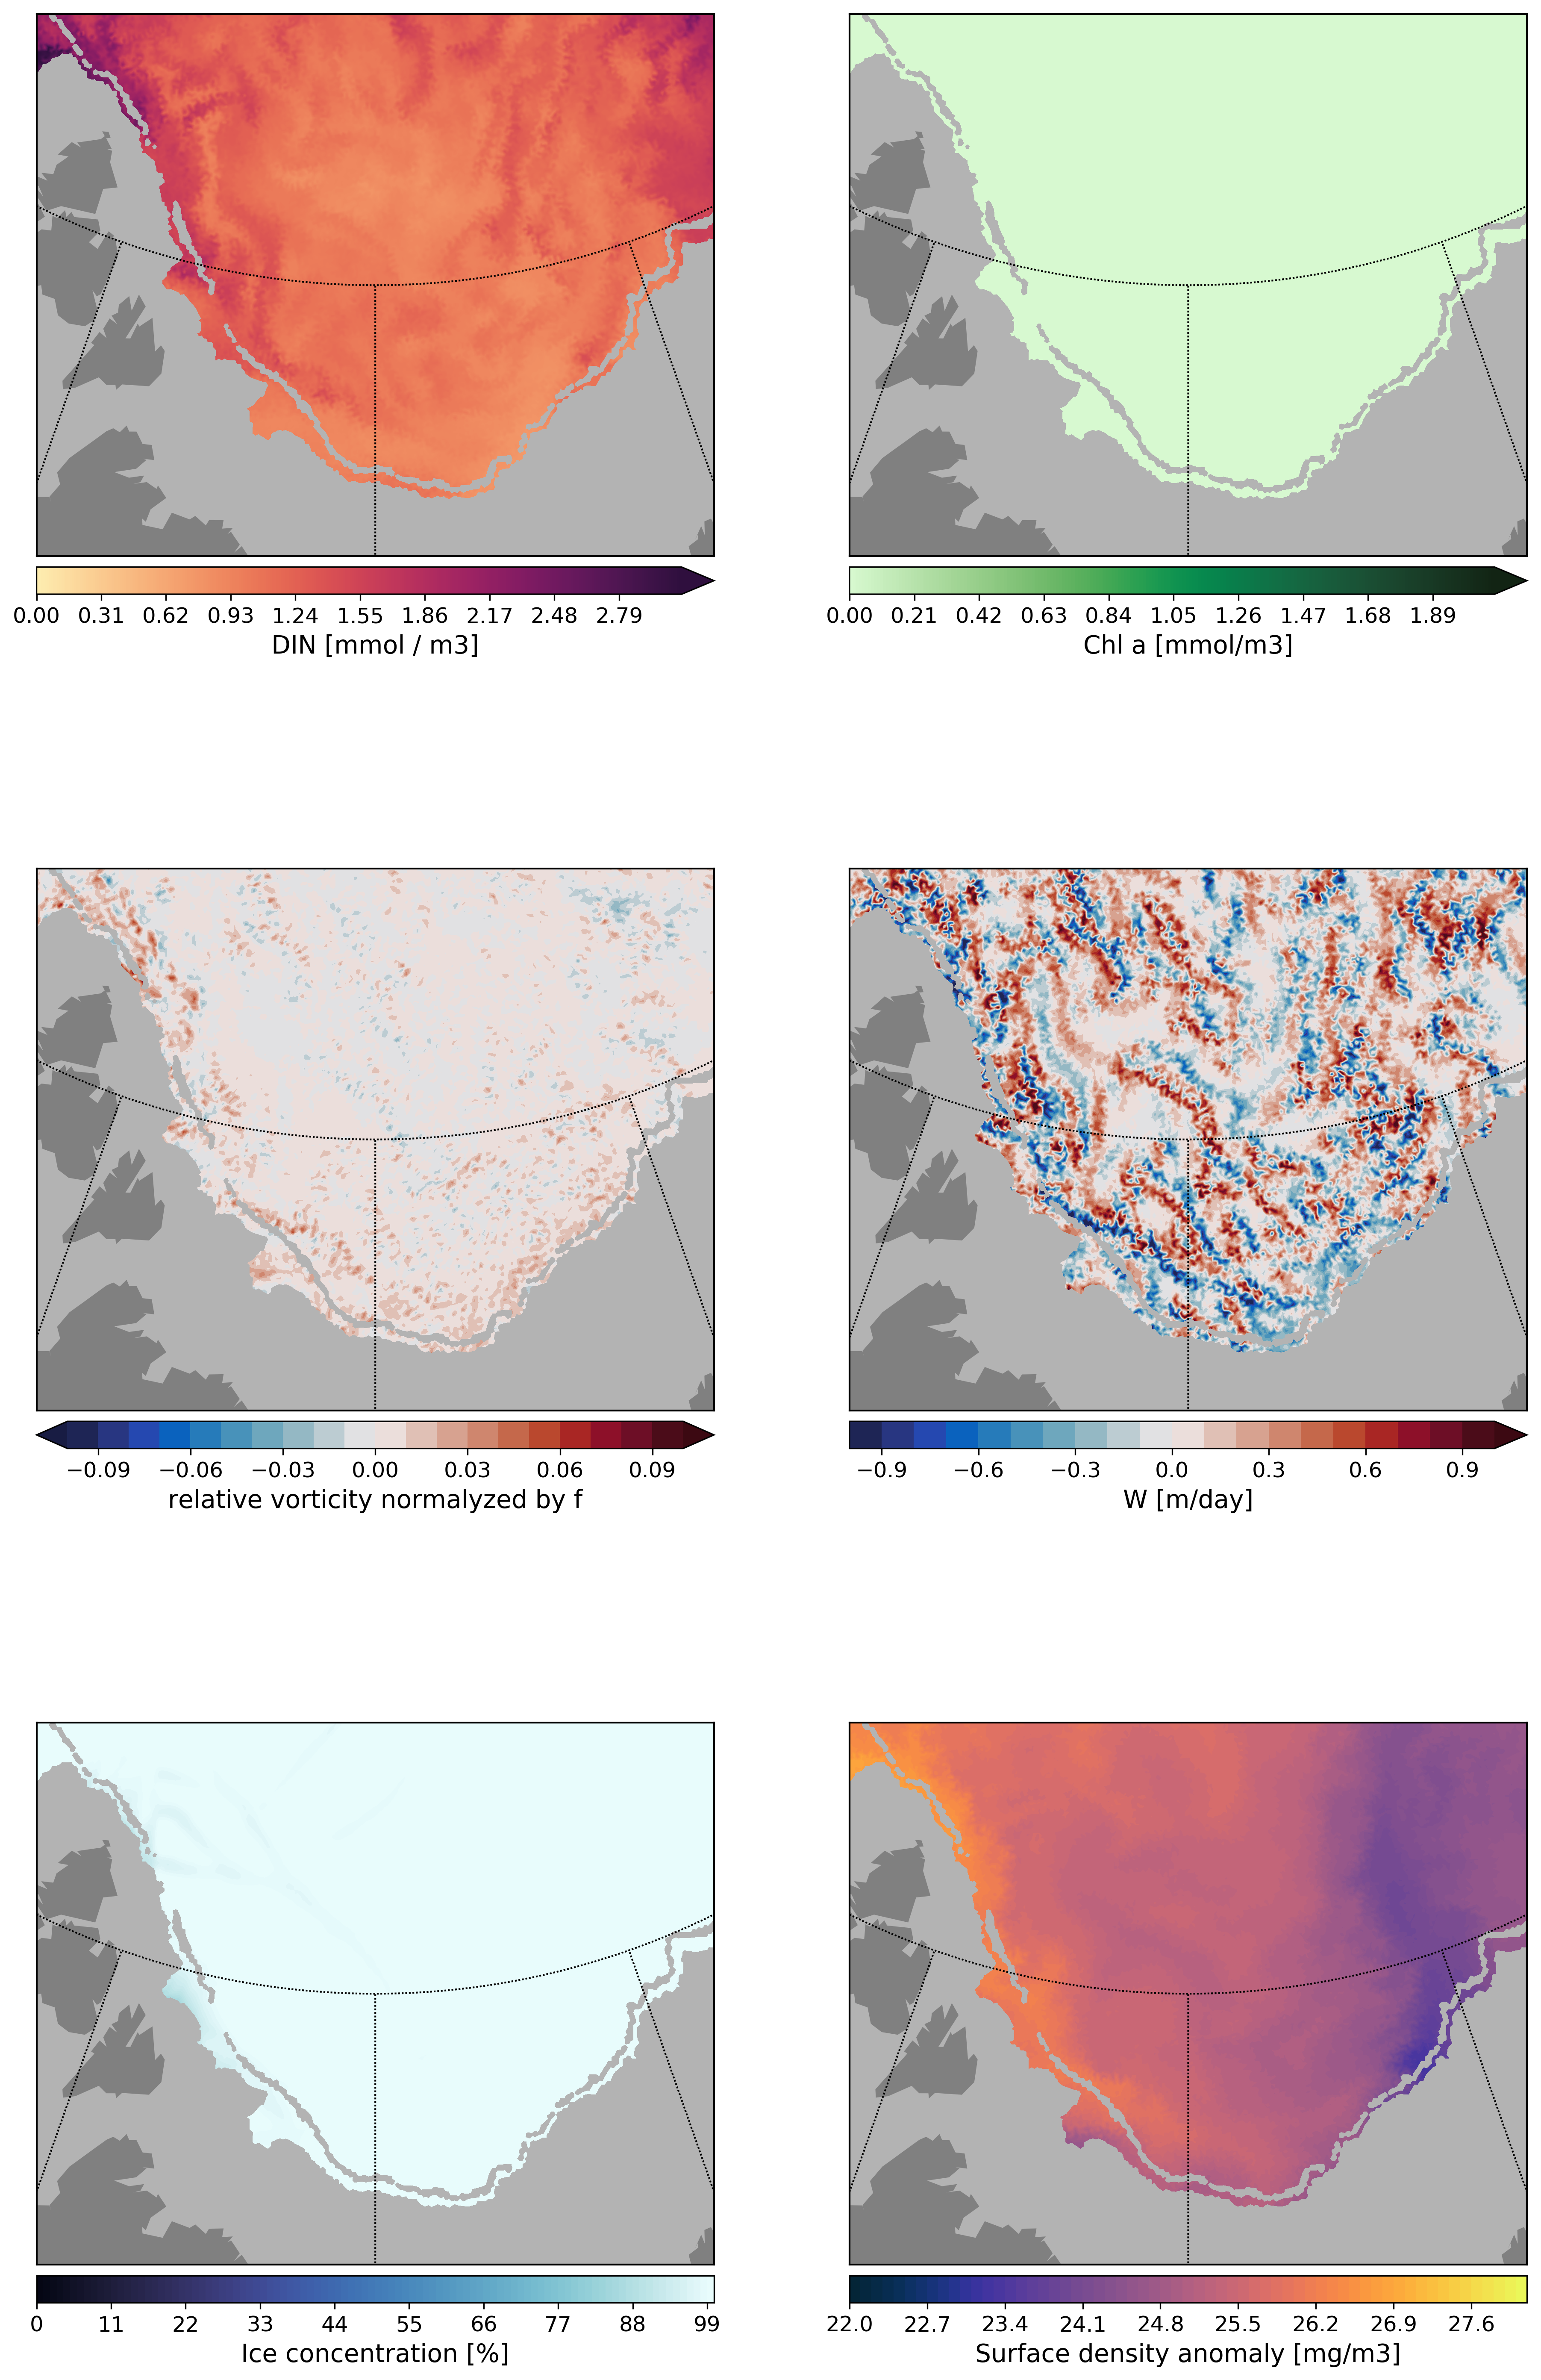 0.00 0.31 0.62 0.93 1.24 1.55 1.86 2.17 2.48 2.79
DIN [mmol / m3]
0.00 0.21 0.42 0.63 0.84 1.05 1.26 1.47 1.68 1.89
Chl a [mmol/m3]
−0.09 −0.06 −0.03 0.00 0.03 0.06 0.09
relative vorticity normalyzed by f
−0.9 −0.6 −0.3 0.0 0.3 0.6 0.9
W [m/day]
0 11 22 33 44 55 66 77 88 99
Ice concentration [%]
22.0 22.7 23.4 24.1 24.8 25.5 26.2 26.9 27.6
Surface density anomaly [mg/m3]